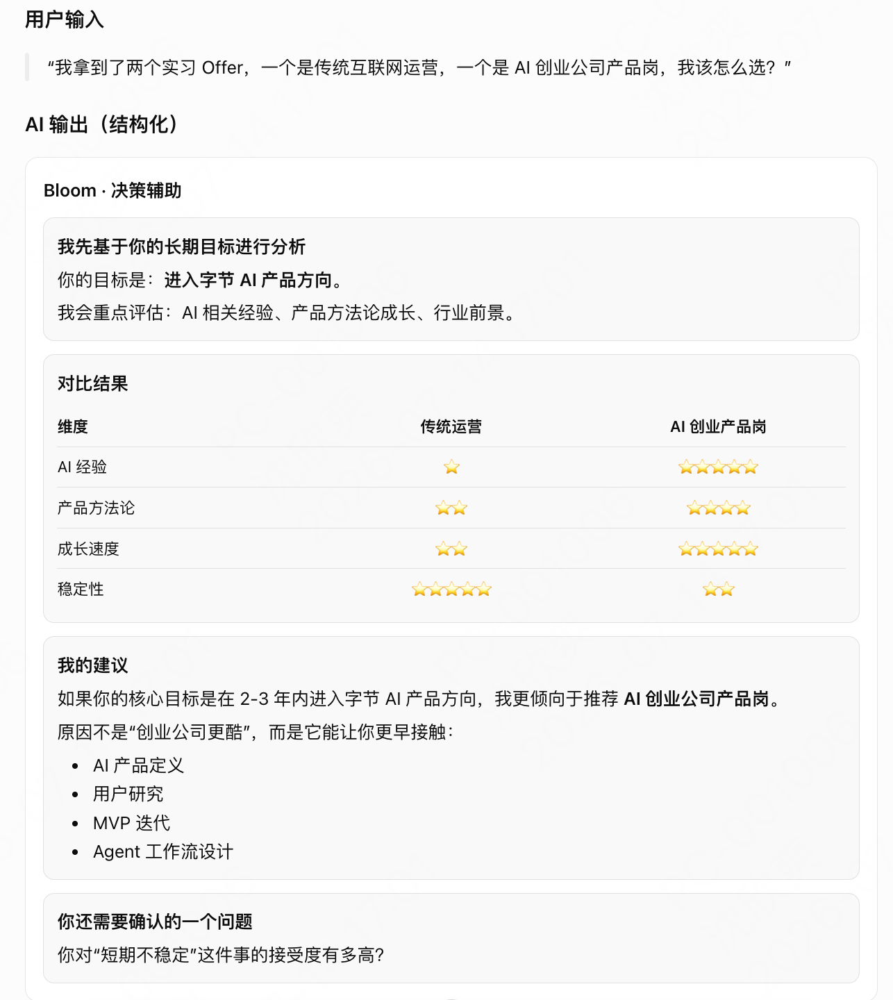 用户输入
“我拿到了两个实习 Offer，一个是传统互联网运营，一个是 AI 创业公司产品岗，我该怎么选？”
AI 输出（结构化）
Bloom · 决策辅助
我先基于你的长期目标进行分析
你的目标是：进入字节 AI 产品方向。
我会重点评估：AI 相关经验、产品方法论成长、行业前景。
对比结果
维度 传统运营 AI 创业产品岗
AI 经验 ⭐ ⭐⭐⭐⭐⭐
产品方法论 ⭐⭐ ⭐⭐⭐⭐
成长速度 ⭐⭐ ⭐⭐⭐⭐⭐
稳定性 ⭐⭐⭐⭐⭐ ⭐⭐
我的建议
如果你的核心目标是在 2-3 年内进入字节 AI 产品方向，我更倾向于推荐 AI 创业公司产品岗。
原因不是“创业公司更酷”，而是它能让你更早接触：
• AI 产品定义
• 用户研究
• MVP 迭代
• Agent 工作流设计
你还需要确认的一个问题
你对“短期不稳定”这件事的接受度有多高？